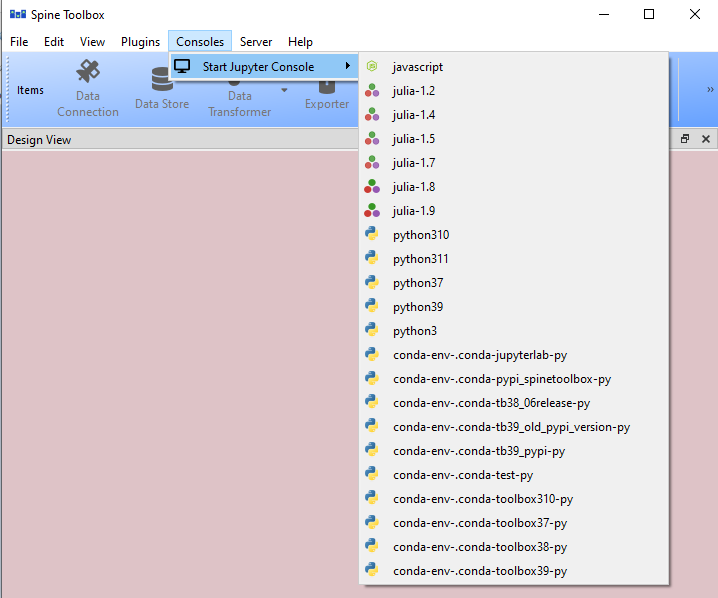 Spine Toolbox
File Edit View Plugins Consoles Server Help
Start Jupyter Console
Items
Data Connection
Data Store
Data Transformer
Exporter
»
Design View
javascript
julia-1.2
julia-1.4
julia-1.5
julia-1.7
julia-1.8
julia-1.9
python310
python311
python37
python39
python3
conda-env-.conda-jupyterlab-py
conda-env-.conda-pypi_spinetoolbox-py
conda-env-.conda-tb38_06release-py
conda-env-.conda-tb39_old_pypi_version-py
conda-env-.conda-tb39_pypi-py
conda-env-.conda-test-py
conda-env-.conda-toolbox310-py
conda-env-.conda-toolbox37-py
conda-env-.conda-toolbox38-py
conda-env-.conda-toolbox39-py